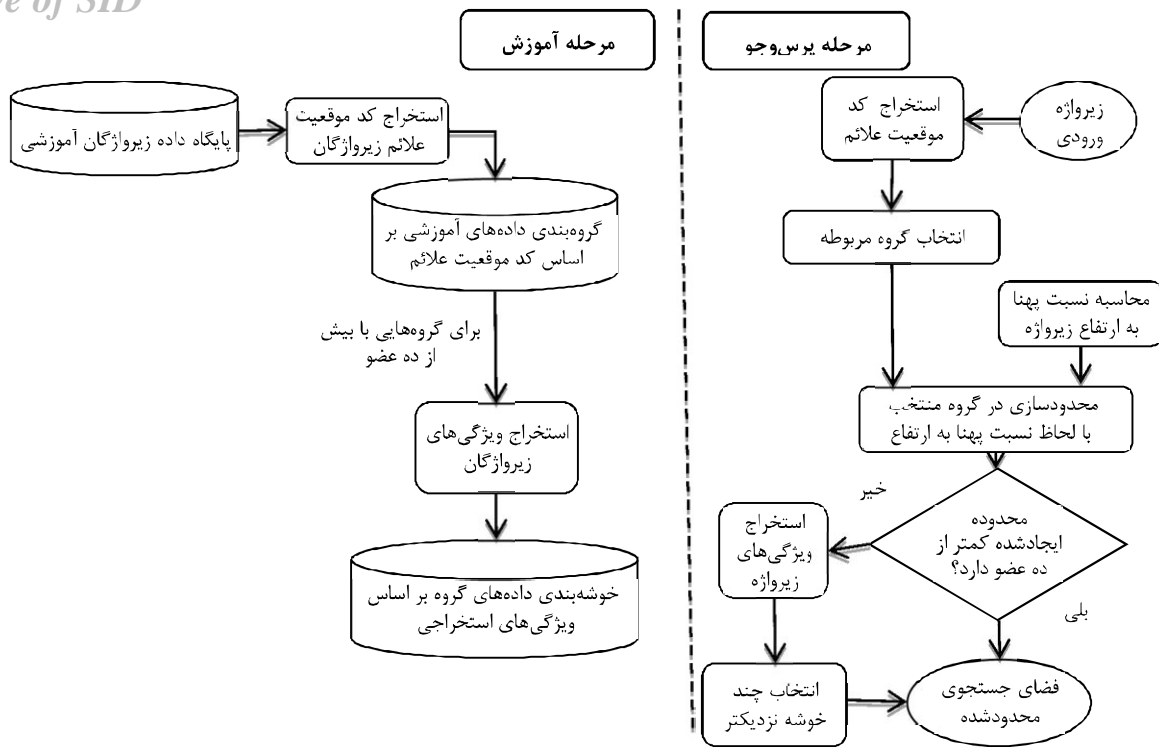 ve of SID
مرحله پرس‌وجو
زیرواژه
ورودی
استخراج کد
موقعیت علائم
انتخاب گروه مربوطه
محاسبه نسبت پهنا
به ارتفاع زیرواژه
محدودسازی در گروه منتخب
با لحاظ نسبت پهنا به ارتفاع
محدوده
ایجادشده کمتر از
ده عضو دارد؟
خیر
بلی
استخراج
ویژگی‌های
زیرواژه
انتخاب چند
خوشه نزدیکتر
فضای جستجوی
محدودشده
مرحله آموزش
پایگاه داده زیرواژگان آموزشی
استخراج کد موقعیت
علائم زیرواژگان
گروه‌بندی داده‌های آموزشی بر
اساس کد موقعیت علائم
برای گروه‌هایی با بیش
از ده عضو
استخراج ویژگی‌های
زیرواژگان
خوشه‌بندی داده‌های گروه بر اساس
ویژگی‌های استخراجی